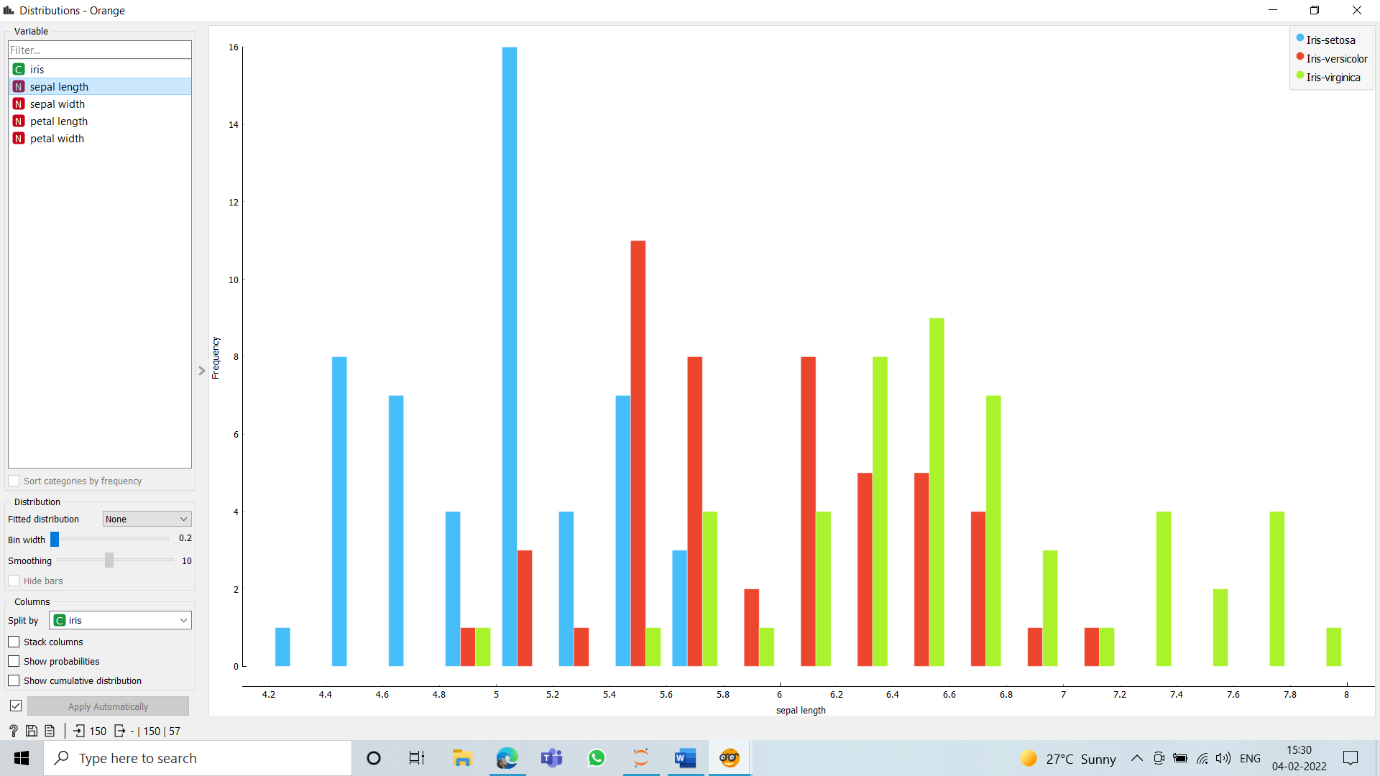 Distributions - Orange
Variable
Filter...
C iris
N sepal length
N sepal width
N petal length
N petal width
Sort categories by frequency
Distribution
Fitted distribution None
Bin width 0.2
Smoothing 10
Hide bars
Columns
Split by C iris
Stack columns
Show probabilities
Show cumulative distribution
Apply Automatically
? 150 - | 150 | 57
Iris-setosa
Iris-versicolor
Iris-virginica
16
14
12
10
8
6
4
2
0
Frequency
4.2 4.4 4.6 4.8 5 5.2 5.4 5.6 5.8 6 6.2 6.4 6.6 6.8 7 7.2 7.4 7.6 7.8 8
sepal length
Type here to search
27°C Sunny
ENG
15:30
04-02-2022